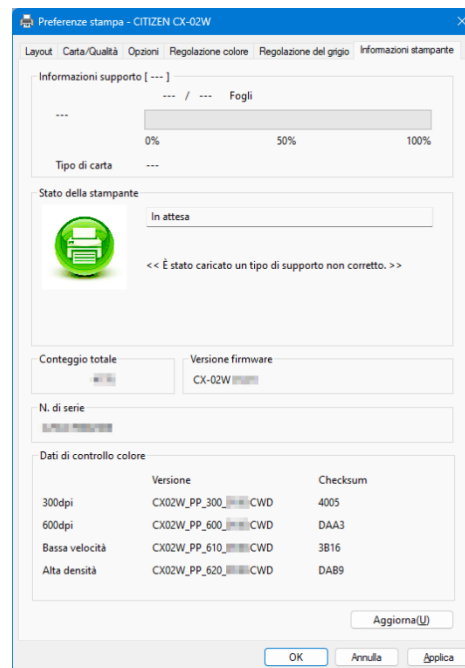 Preferenze stampa - CITIZEN CX-02W
Layout Carta/Qualità Opzioni Regolazione colore Regolazione del grigio Informazioni stampante
Informazioni supporto [ --- ]
--- / --- Fogli
---
0% 50% 100%
Tipo di carta ---
Stato della stampante
In attesa
<< È stato caricato un tipo di supporto non corretto. >>
Conteggio totale Versione firmware
CX-02W
N. di serie
Dati di controllo colore
Versione Checksum
300dpi CX02W_PP_300_ CWD 4005
600dpi CX02W_PP_600_ CWD DAA3
Bassa velocità CX02W_PP_610_ CWD 3B16
Alta densità CX02W_PP_620_ CWD DAB9
Aggiorna(U)
OK Annulla Applica